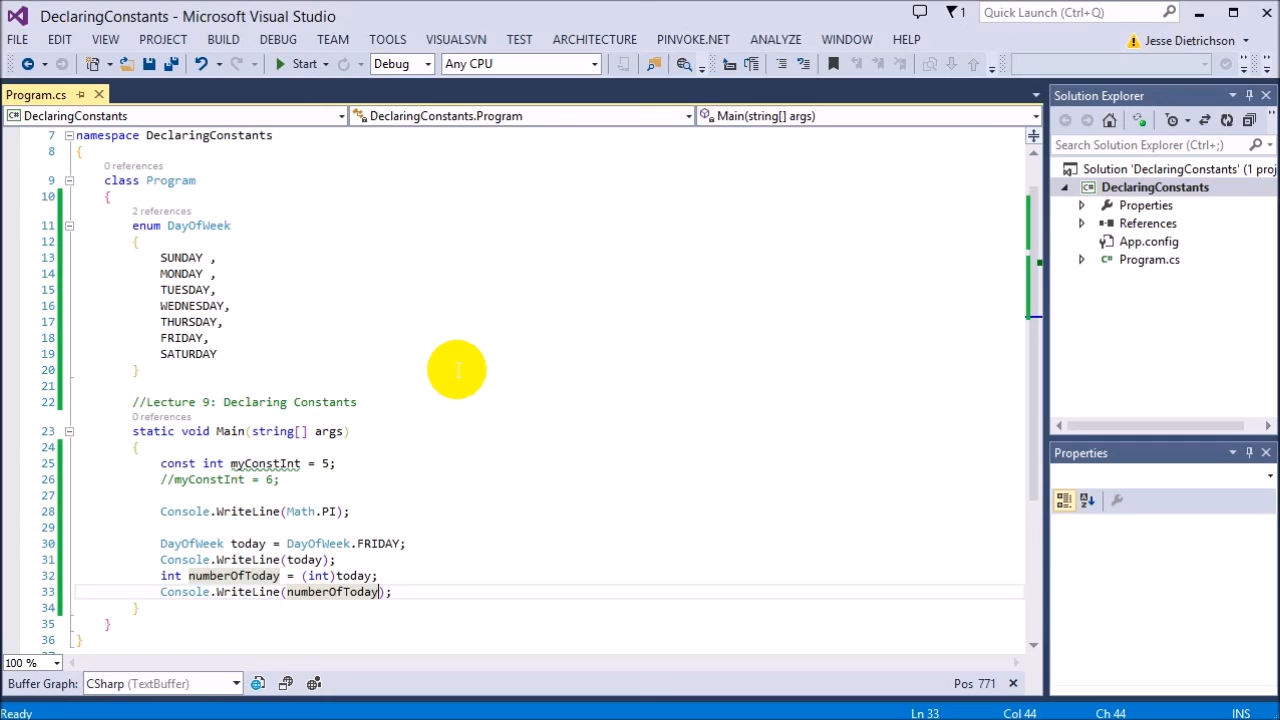 DeclaringConstants - Microsoft Visual Studio
1
Quick Launch (Ctrl+Q)
FILE EDIT VIEW PROJECT BUILD DEBUG TEAM TOOLS VISUALSVN TEST ARCHITECTURE PINVOKE.NET ANALYZE WINDOW HELP
Jesse Dietrichson
Start Debug Any CPU
Program.cs
DeclaringConstants DeclaringConstants.Program Main(string[] args)
7 namespace DeclaringConstants
8 {
0 references
9 class Program
10 {
2 references
11 enum DayOfWeek
12 {
13 SUNDAY ,
14 MONDAY ,
15 TUESDAY,
16 WEDNESDAY,
17 THURSDAY,
18 FRIDAY,
19 SATURDAY
20 }
21
22 //Lecture 9: Declaring Constants
0 references
23 static void Main(string[] args)
24 {
25 const int myConstInt = 5;
26 //myConstInt = 6;
27
28 Console.WriteLine(Math.PI);
29
30 DayOfWeek today = DayOfWeek.FRIDAY;
31 Console.WriteLine(today);
32 int numberOfToday = (int)today;
33 Console.WriteLine(numberOfToday);
34 }
35 }
36 }
100 %
Buffer Graph: CSharp (TextBuffer) Pos 771
Solution Explorer
Search Solution Explorer (Ctrl+;)
Solution 'DeclaringConstants' (1 proj
DeclaringConstants
Properties
References
App.config
Program.cs
Properties
Ready Ln 33 Col 44 Ch 44 INS